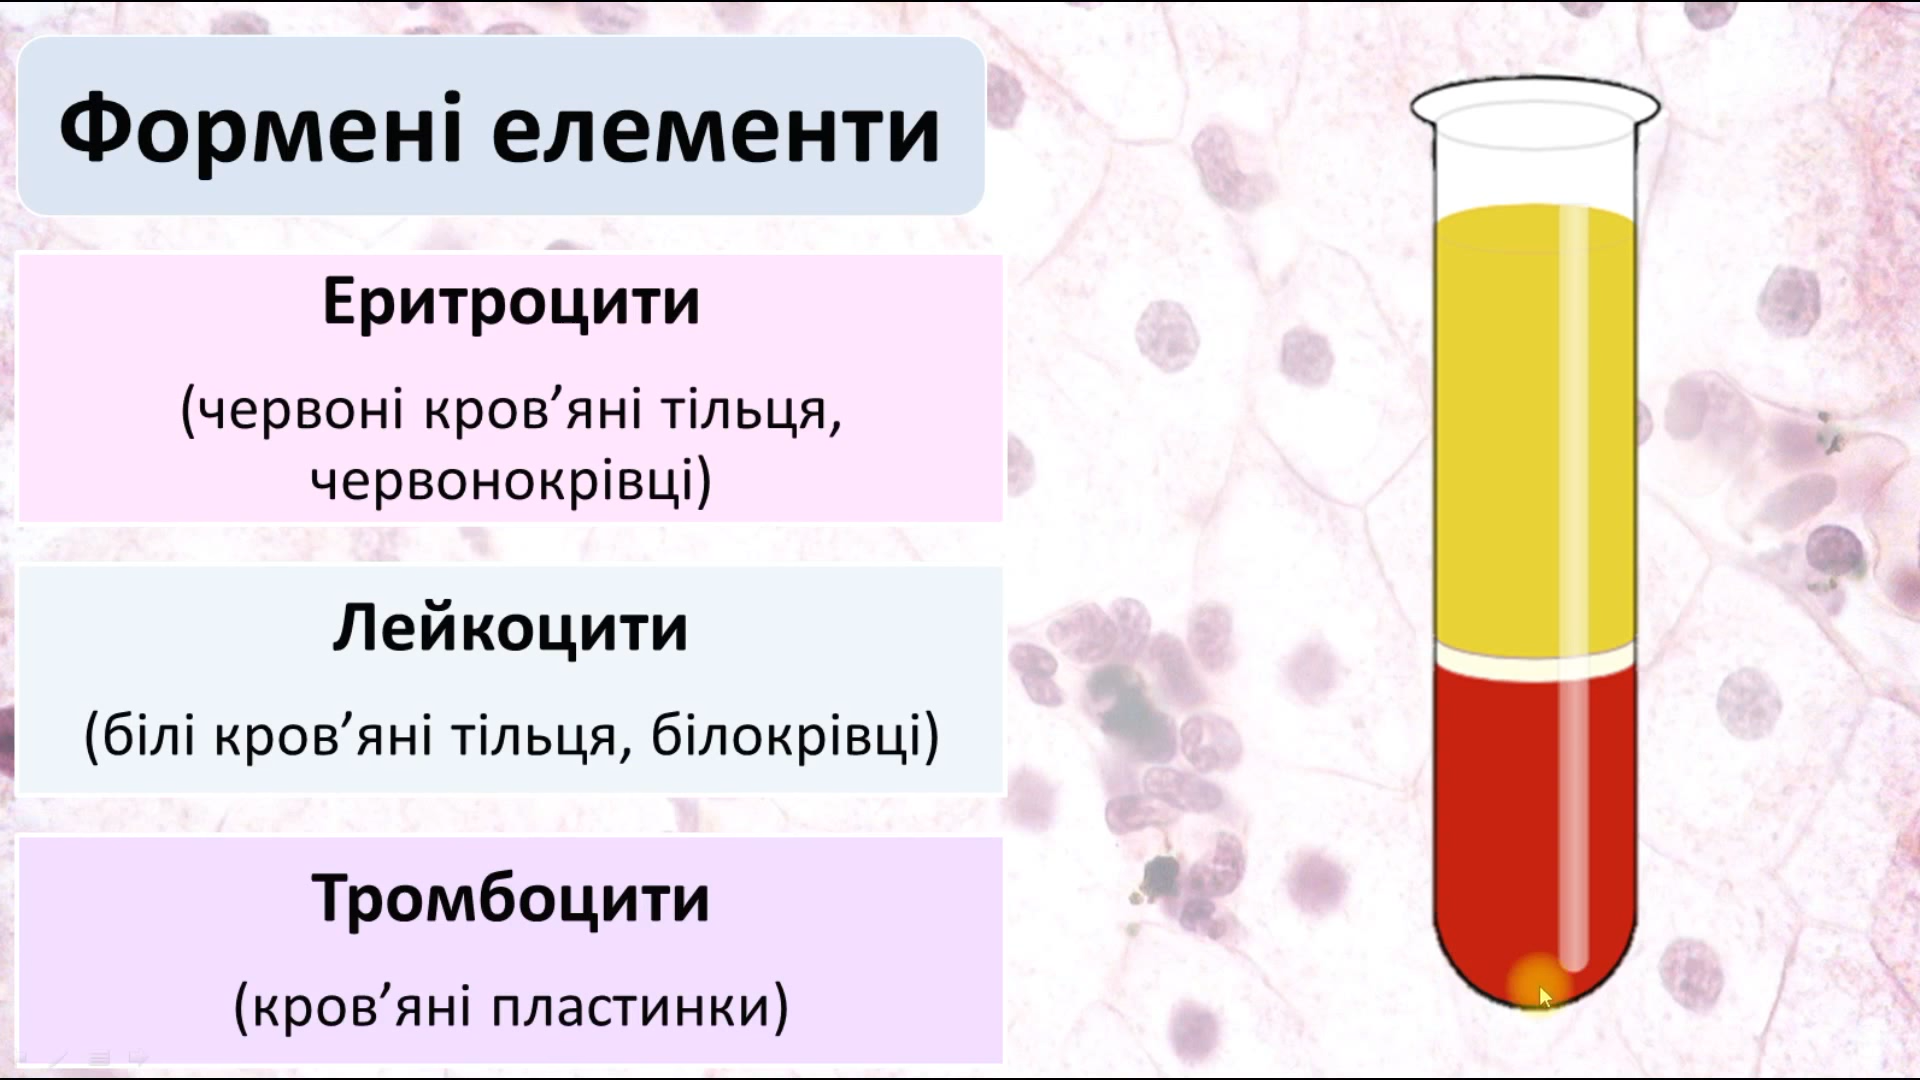 Формені елементи
Еритроцити
(червоні кров’яні тільця,
червонокрівці)
Лейкоцити
(білі кров’яні тільця, білокрівці)
Тромбоцити
(кров’яні пластинки)